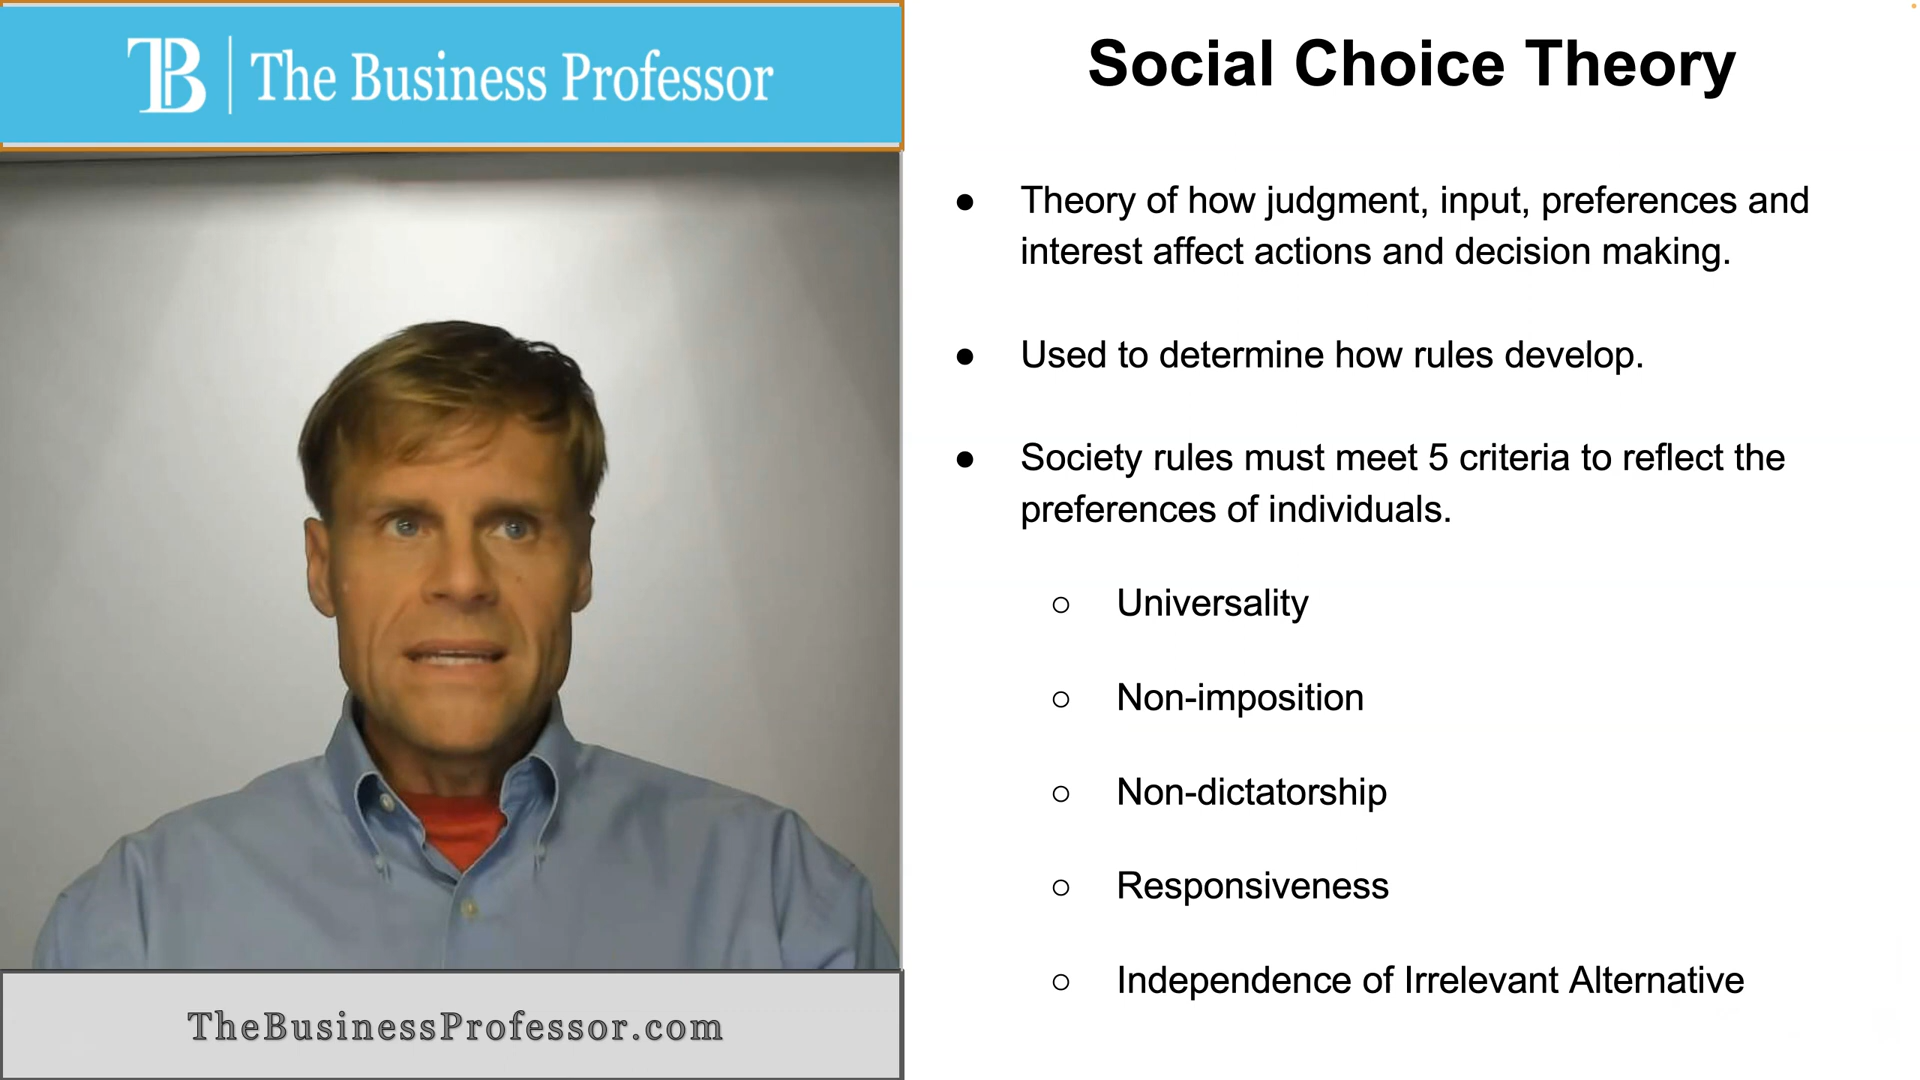 TB | The Business Professor
Social Choice Theory
● Theory of how judgment, input, preferences and
interest affect actions and decision making.
● Used to determine how rules develop.
● Society rules must meet 5 criteria to reflect the
preferences of individuals.
○ Universality
○ Non-imposition
○ Non-dictatorship
○ Responsiveness
○ Independence of Irrelevant Alternative
TheBusinessProfessor.com